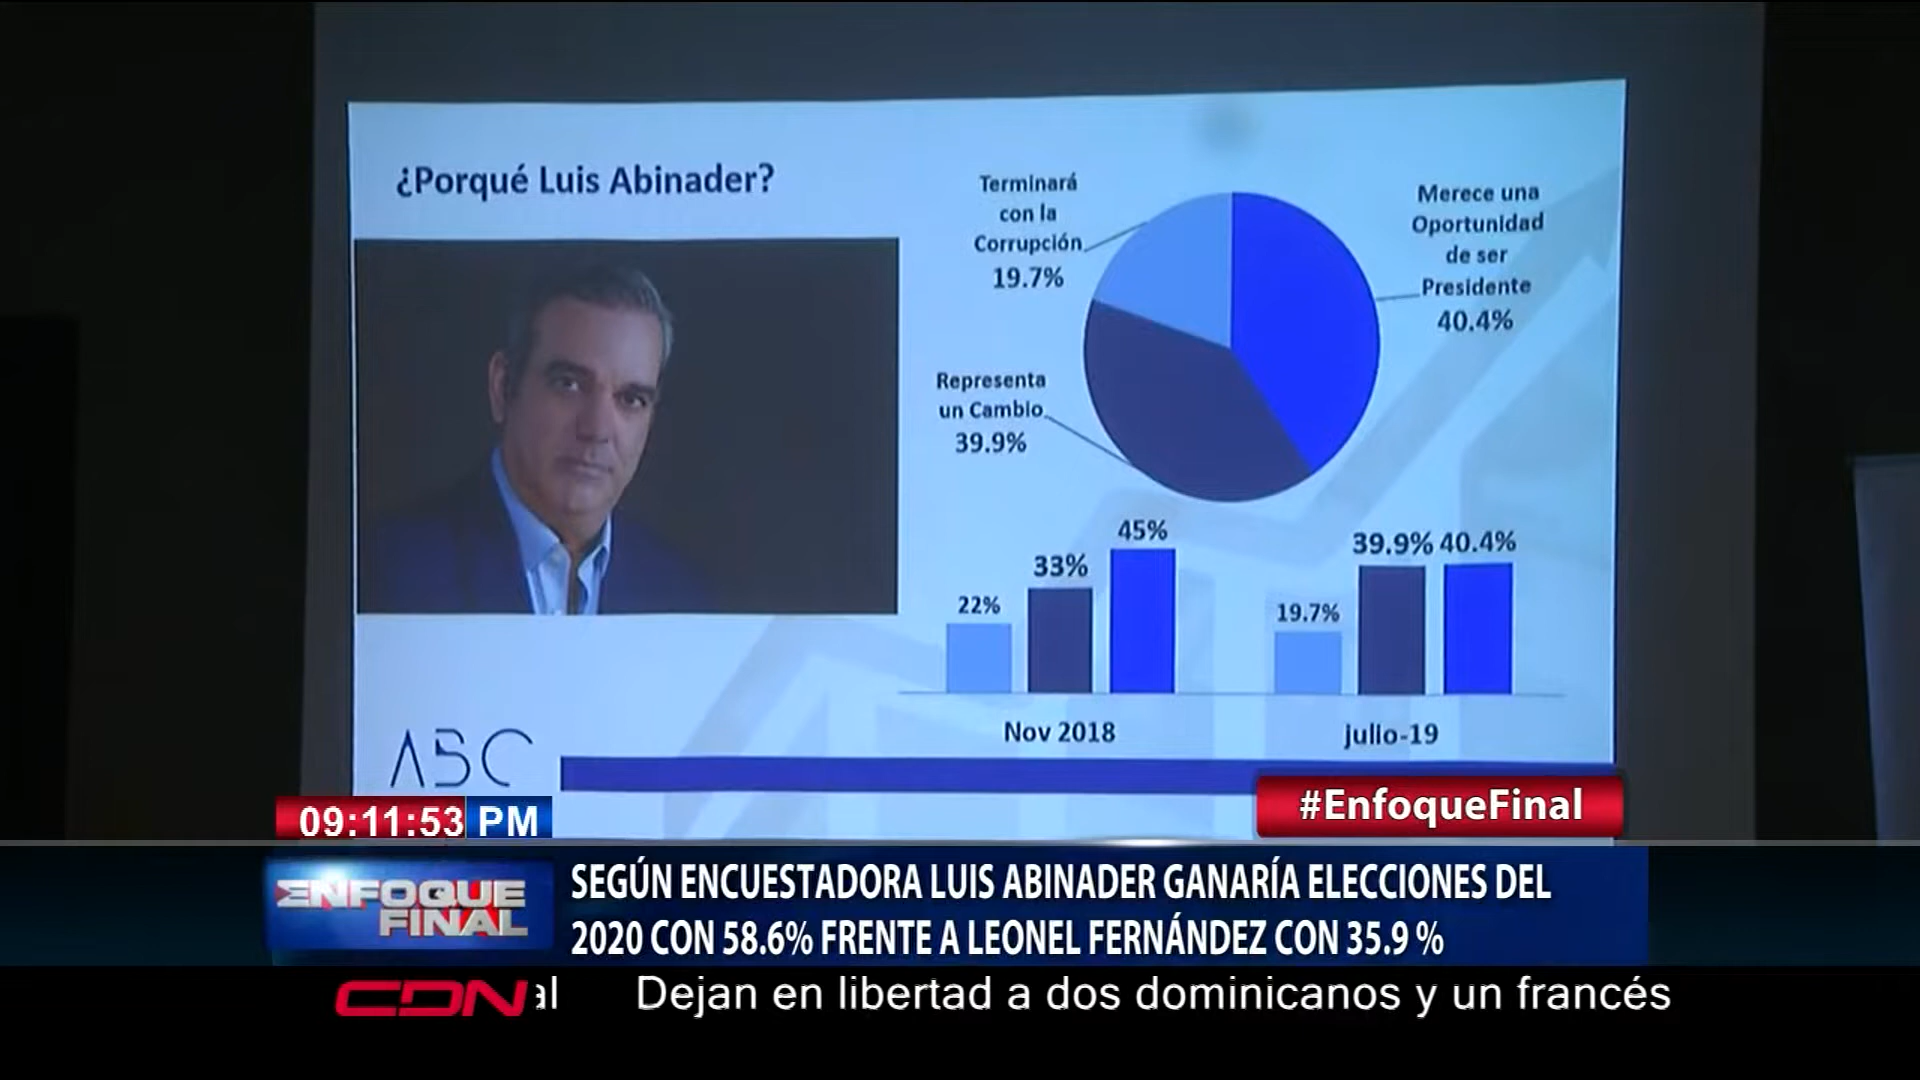 ¿Porqué Luis Abinader?
Terminará
con la
Corrupción
19.7%
Merece una
Oportunidad
de ser
Presidente
40.4%
Representa
un Cambio
39.9%
22%
33%
45%
19.7%
39.9%
40.4%
Nov 2018
julio-19
ABC
#EnfoqueFinal
09:11:53 PM
ENFOQUE
FINAL
SEGÚN ENCUESTADORA LUIS ABINADER GANARÍA ELECCIONES DEL
2020 CON 58.6% FRENTE A LEONEL FERNÁNDEZ CON 35.9 %
CDN
al Dejan en libertad a dos dominicanos y un francés